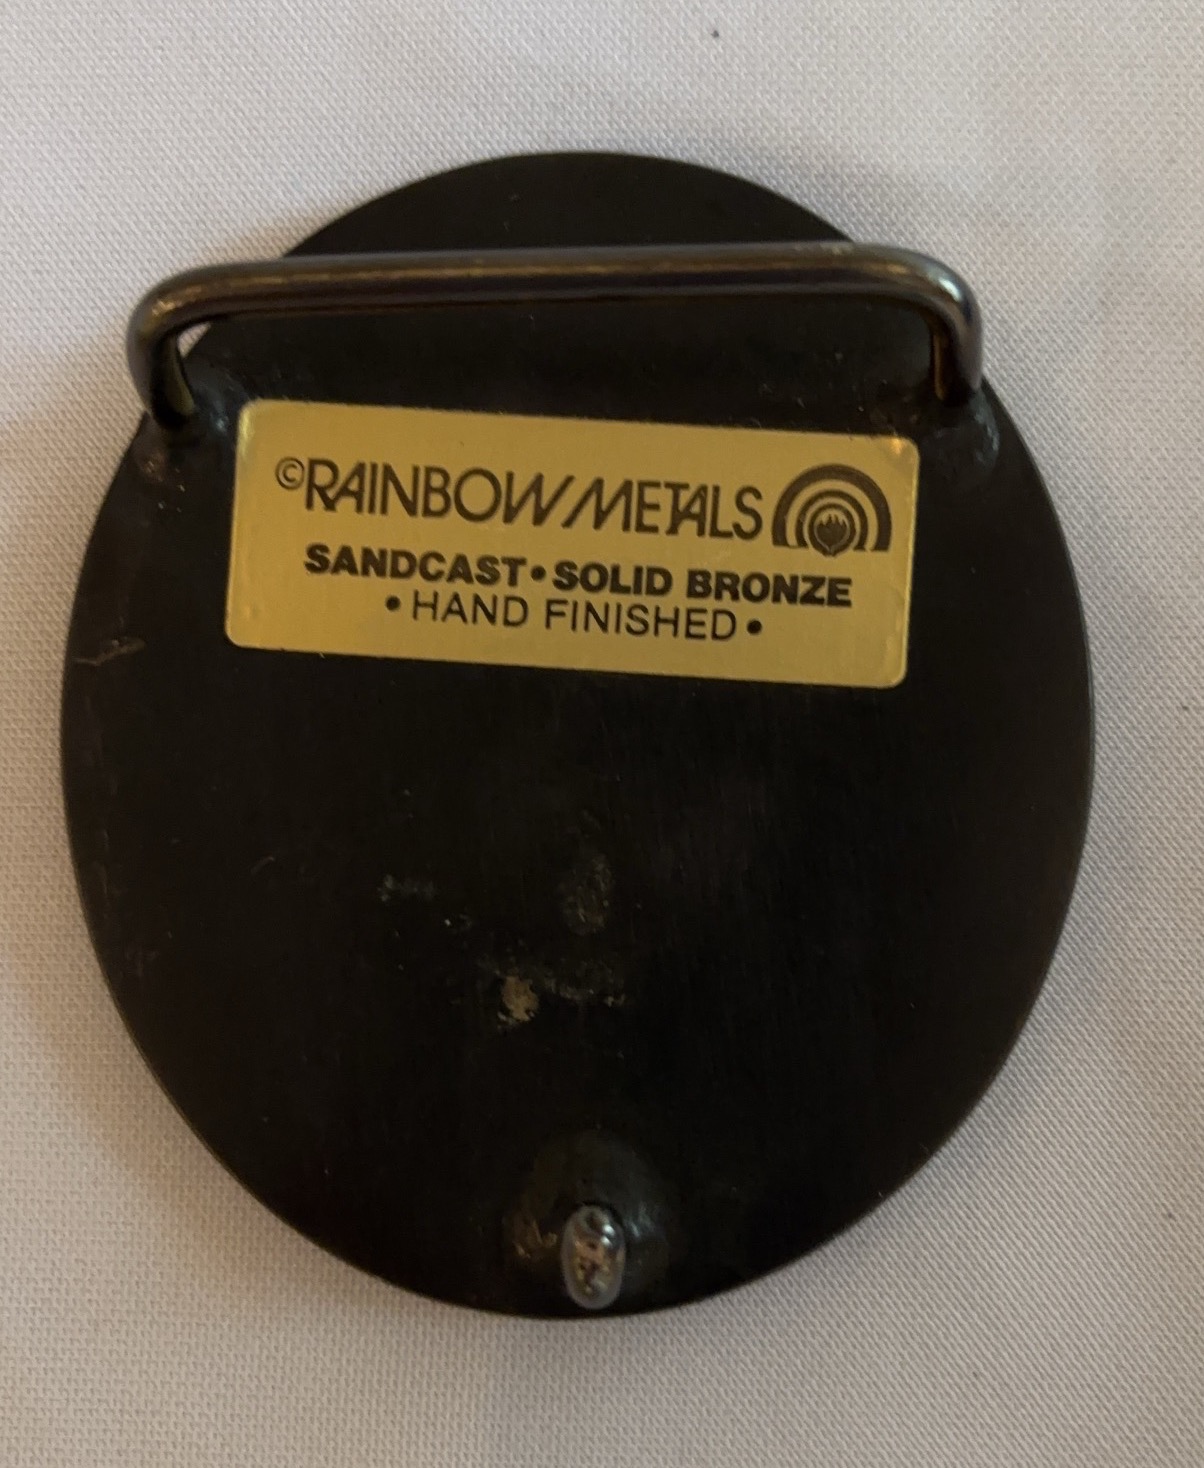 ©RAINBOW METALS
SANDCAST • SOLID BRONZE
• HAND FINISHED •